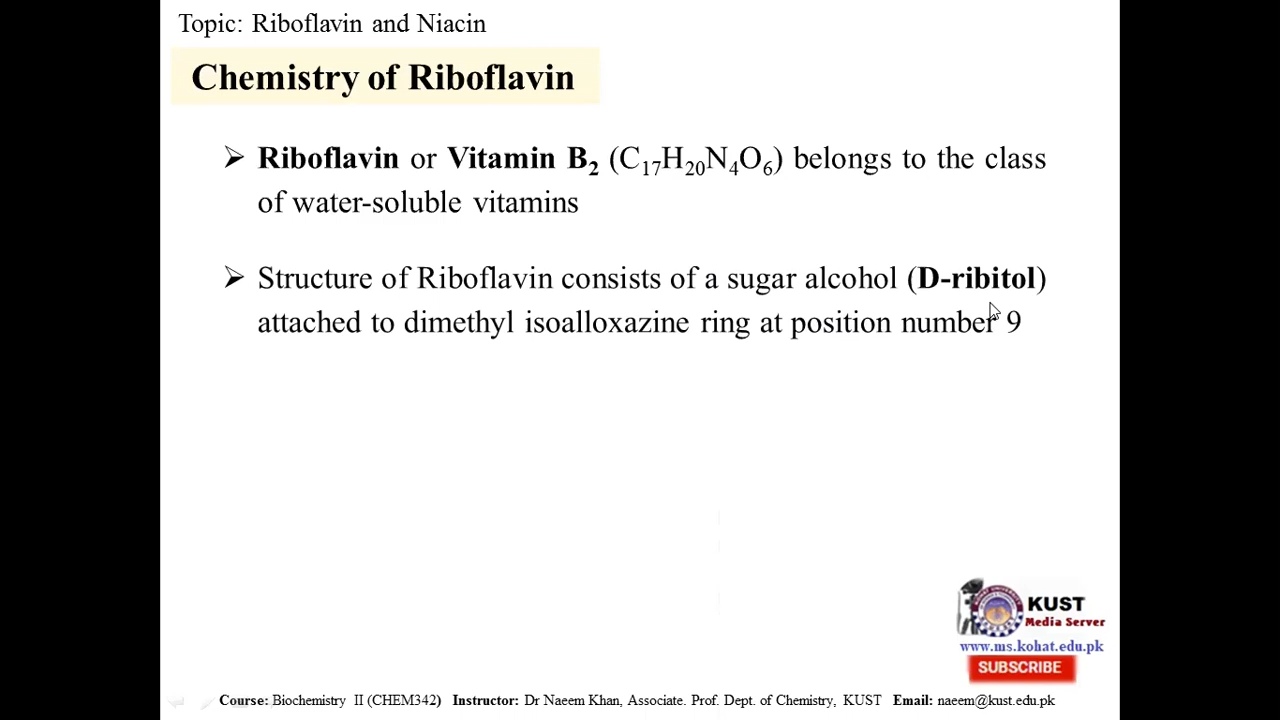 Topic: Riboflavin and Niacin
Chemistry of Riboflavin
➢ Riboflavin or Vitamin B₂ (C₁₇H₂₀N₄O₆) belongs to the class
of water-soluble vitamins
➢ Structure of Riboflavin consists of a sugar alcohol (D-ribitol)
attached to dimethyl isoalloxazine ring at position number 9
KUST
Media Server
www.ms.kohat.edu.pk
SUBSCRIBE
Course: Biochemistry II (CHEM342) Instructor: Dr Naeem Khan, Associate. Prof. Dept. of Chemistry, KUST Email: naeem@kust.edu.pk